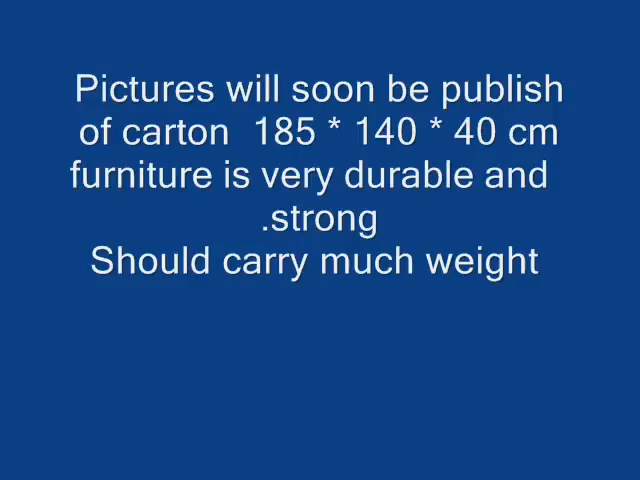 Pictures will soon be publish
of carton  185 * 140 * 40 cm
furniture is very durable and
.strong
Should carry much weight